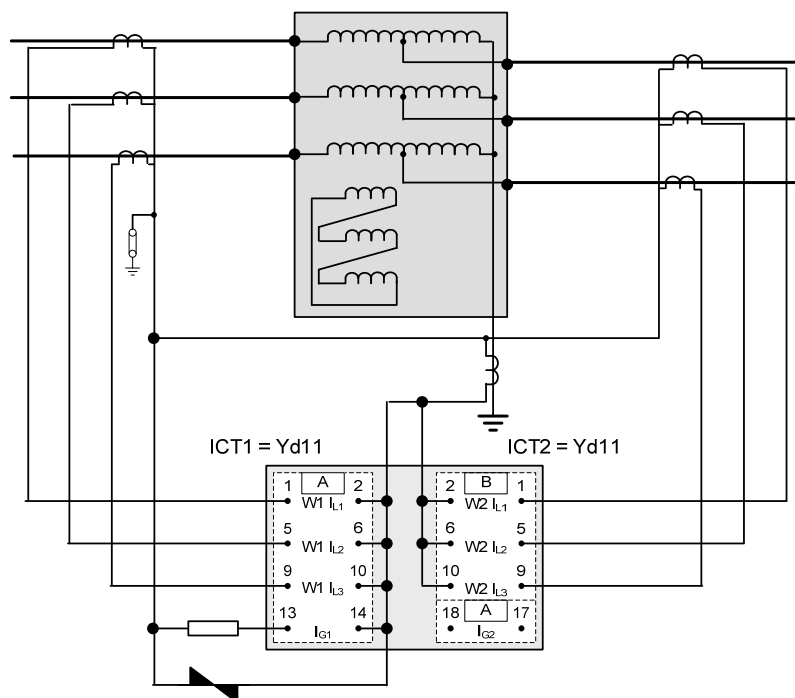 ICT1 = Yd11
ICT2 = Yd11
1 A 2
W1 IL1
5 6
W1 IL2
9 10
W1 IL3
13 14
IG1
2 B 1
W2 IL1
6 5
W2 IL2
10 9
W2 IL3
18 A 17
IG2